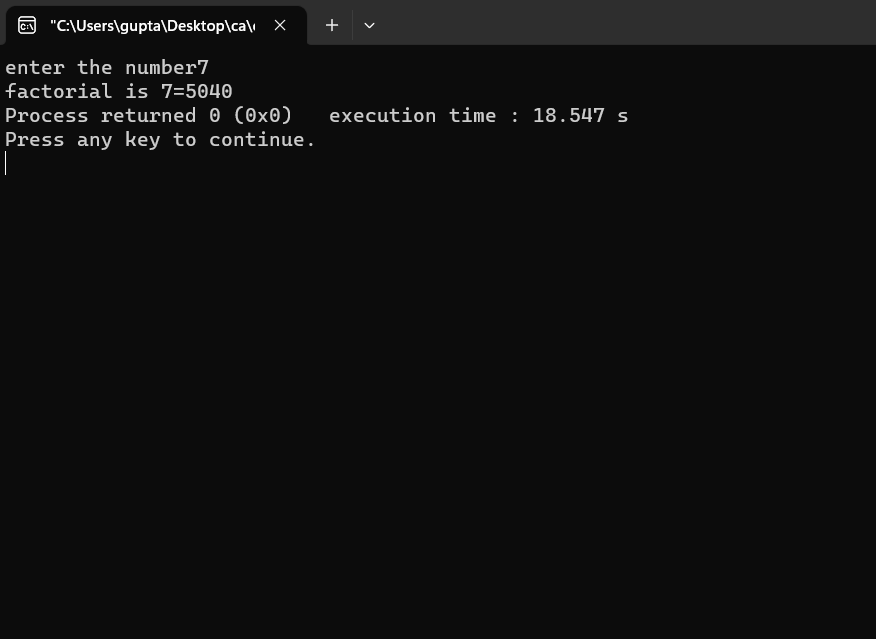 "C:\Users\gupta\Desktop\ca\
enter the number7
factorial is 7=5040
Process returned 0 (0x0)   execution time : 18.547 s
Press any key to continue.